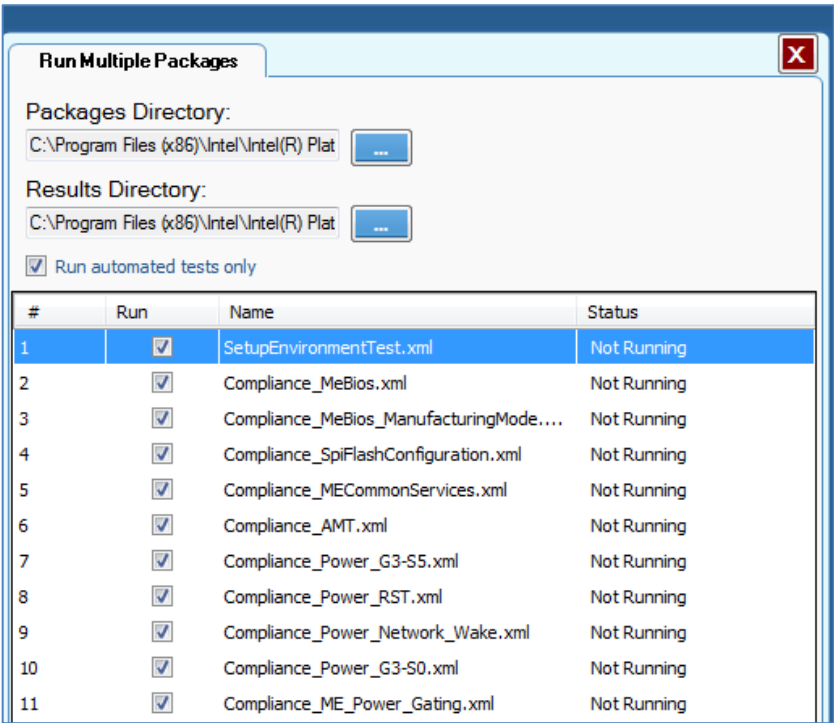 X
Run Multiple Packages
Packages Directory:
C:\Program Files (x86)\Intel\Intel(R) Plat ...
Results Directory:
C:\Program Files (x86)\Intel\Intel(R) Plat ...
Run automated tests only
# Run Name Status
1 SetupEnvironmentTest.xml Not Running
2 Compliance_MeBios.xml Not Running
3 Compliance_MeBios_ManufacturingMode.... Not Running
4 Compliance_SpiFlashConfiguration.xml Not Running
5 Compliance_MECommonServices.xml Not Running
6 Compliance_AMT.xml Not Running
7 Compliance_Power_G3-S5.xml Not Running
8 Compliance_Power_RST.xml Not Running
9 Compliance_Power_Network_Wake.xml Not Running
10 Compliance_Power_G3-S0.xml Not Running
11 Compliance_ME_Power_Gating.xml Not Running